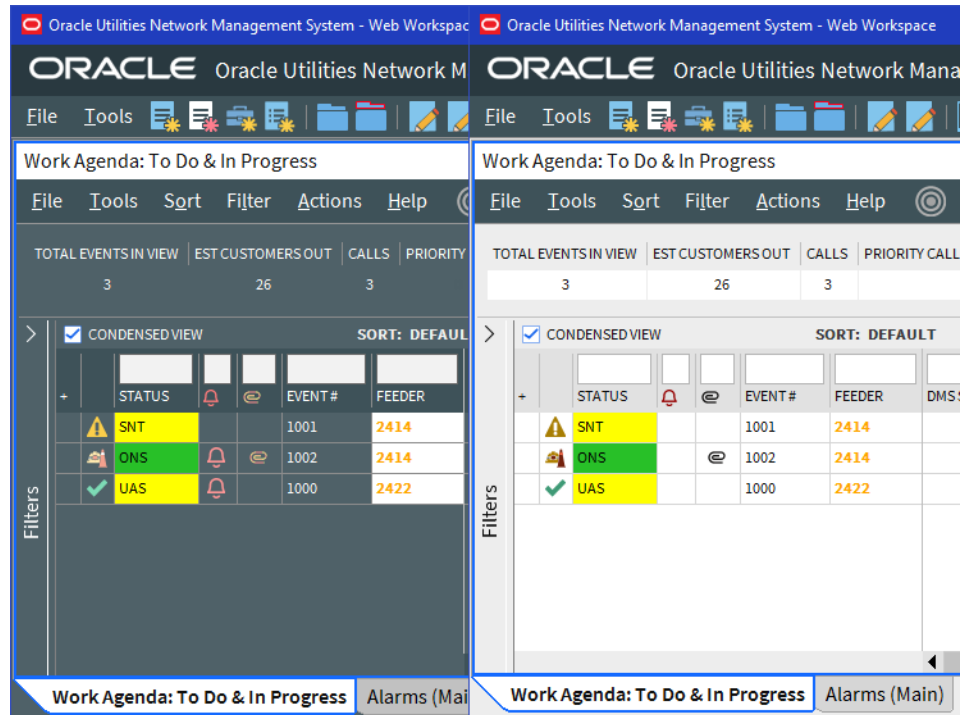 Oracle Utilities Network Management System - Web Workspac
ORACLE Oracle Utilities Network M
File Tools
Work Agenda: To Do & In Progress
File Tools Sort Filter Actions Help
TOTAL EVENTS IN VIEW EST CUSTOMERS OUT CALLS PRIORITY
3 26 3
CONDENSED VIEW SORT: DEFAUL
+ STATUS EVENT # FEEDER
SNT 1001 2414
ONS 1002 2414
UAS 1000 2422
Filters
Work Agenda: To Do & In Progress Alarms (Mai
Oracle Utilities Network Management System - Web Workspace
ORACLE Oracle Utilities Network Mana
File Tools
Work Agenda: To Do & In Progress
File Tools Sort Filter Actions Help
TOTAL EVENTS IN VIEW EST CUSTOMERS OUT CALLS PRIORITY CALL
3 26 3
CONDENSED VIEW SORT: DEFAULT
+ STATUS EVENT # FEEDER DMS S
SNT 1001 2414
ONS 1002 2414
UAS 1000 2422
Filters
Work Agenda: To Do & In Progress Alarms (Main)